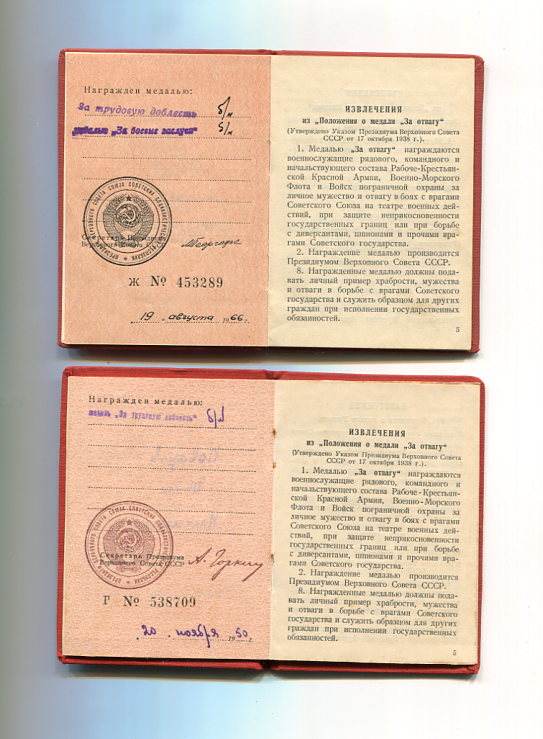 Награжден медалью:
За трудовую доблесть б/н
медалью „За боевые заслуги“ б/н
Секретарь Президиума
Верховного Совета СССР
Ж № 453289
19 августа 1966 г.
ИЗВЛЕЧЕНИЯ
из „Положения о медали „За отвагу“
(Утверждено Указом Президиума Верховного Совета
СССР от 17 октября 1938 г.).
1. Медалью „За отвагу“ награждаются
военнослужащие рядового, командного и
начальствующего состава Рабоче-Крестьян-
ской Красной Армии, Военно-Морского
Флота и Войск пограничной охраны за
личное мужество и отвагу в боях с врагами
Советского Союза на театре военных дей-
ствий, при защите неприкосновенности
государственных границ или при борьбе
с диверсантами, шпионами и прочими вра-
гами Советского государства.
2. Награждение медалью производится
Президиумом Верховного Совета СССР.
8. Награжденные медалью должны пода-
вать личный пример храбрости, мужества
и отваги в борьбе с врагами Советского
государства и служить образцом для других
граждан при исполнении государственных
обязанностей.
5
Награжден медалью:
медаль „За трудовую доблесть“ б/н
Секретарь Президиума
Верховного Совета СССР
А. Горкин
Г № 538709
20 ноября 1950 г.
ИЗВЛЕЧЕНИЯ
из „Положения о медали „За отвагу“
(Утверждено Указом Президиума Верховного Совета
СССР от 17 октября 1938 г.).
1. Медалью „За отвагу“ награждаются
военнослужащие рядового, командного и
начальствующего состава Рабоче-Крестьян-
ской Красной Армии, Военно-Морского
Флота и Войск пограничной охраны за
личное мужество и отвагу в боях с врагами
Советского Союза на театре военных дей-
ствий, при защите неприкосновенности
государственных границ или при борьбе
с диверсантами, шпионами и прочими вра-
гами Советского государства.
2. Награждение медалью производится
Президиумом Верховного Совета СССР.
8. Награжденные медалью должны пода-
вать личный пример храбрости, мужества
и отваги в борьбе с врагами Советского
государства и служить образцом для других
граждан при исполнении государственных
обязанностей.
5